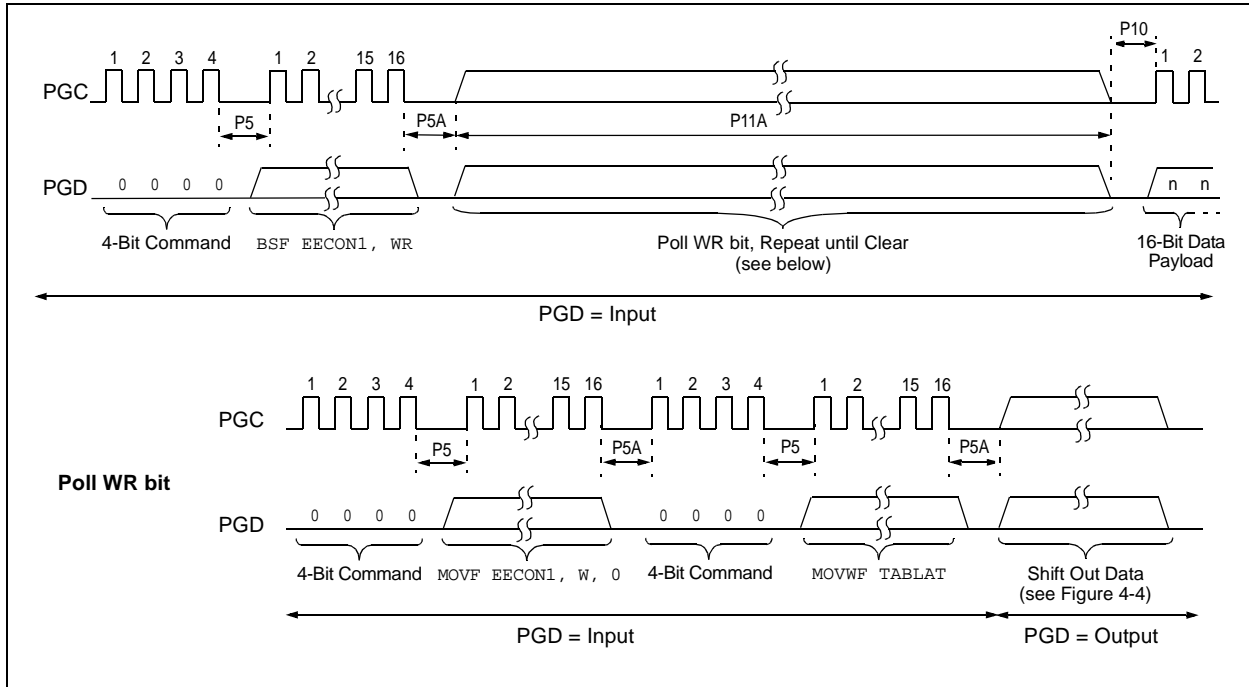 P10
1 2 3 4 1 2 15 16 1 2
PGC
P5 P5A P11A
PGD
0 0 0 0 n n
4-Bit Command BSF EECON1, WR Poll WR bit, Repeat until Clear 16-Bit Data
(see below) Payload
PGD = Input
1 2 3 4 1 2 15 16 1 2 3 4 1 2 15 16
PGC
P5 P5A P5 P5A
Poll WR bit
PGD
0 0 0 0 0 0 0 0
4-Bit Command MOVF EECON1, W, 0 4-Bit Command MOVWF TABLAT Shift Out Data
(see Figure 4-4)
PGD = Input PGD = Output